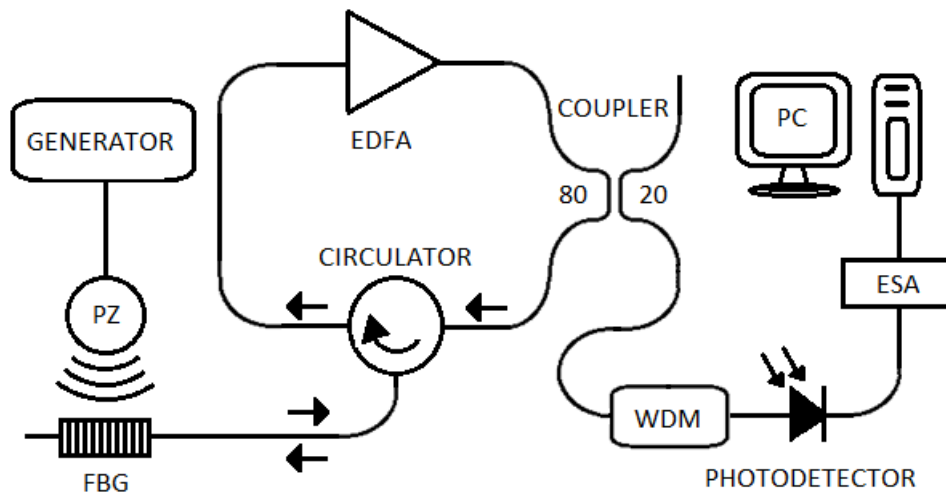 GENERATOR
EDFA
COUPLER
PC
80
20
CIRCULATOR
PZ
ESA
WDM
FBG
PHOTODETECTOR